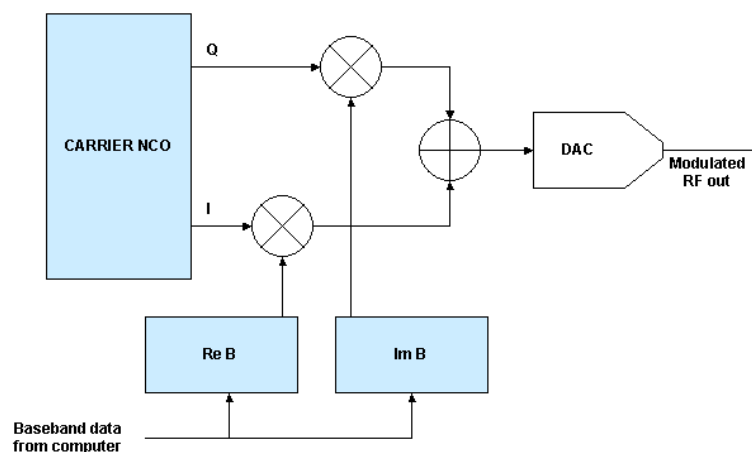 Q
CARRIER NCO
I
DAC
Modulated
RF out
Re B
Im B
Baseband data
from computer